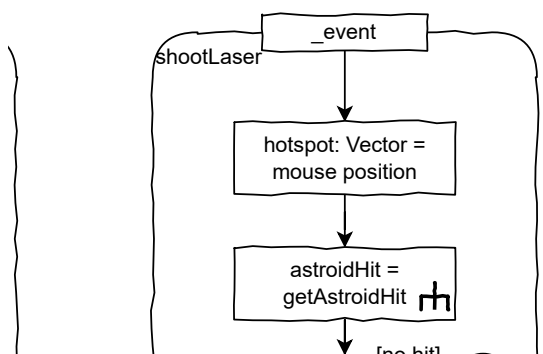 _event
shootLaser
hotspot: Vector =
mouse position
astroidHit =
getAstroidHit
[no hit]